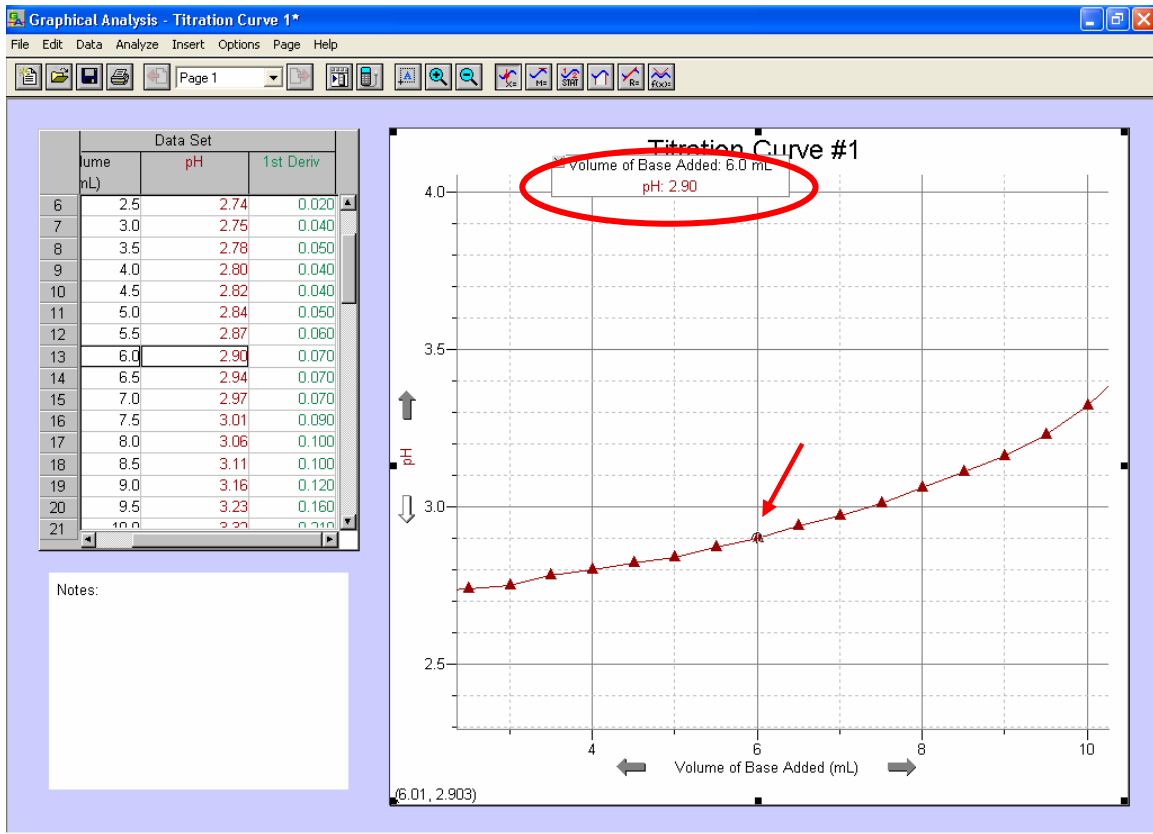 Graphical Analysis - Titration Curve 1*
File Edit Data Analyze Insert Options Page Help
Page 1
X= M= STAT R= f(x)=
Data Set
lume pH 1st Deriv
mL)
6 2.5 2.74 0.020
7 3.0 2.75 0.040
8 3.5 2.78 0.050
9 4.0 2.80 0.040
10 4.5 2.82 0.040
11 5.0 2.84 0.050
12 5.5 2.87 0.060
13 6.0 2.90 0.070
14 6.5 2.94 0.070
15 7.0 2.97 0.070
16 7.5 3.01 0.090
17 8.0 3.06 0.100
18 8.5 3.11 0.100
19 9.0 3.16 0.120
20 9.5 3.23 0.160
21 10.0 3.32 0.210
Notes:
Titration Curve #1
Volume of Base Added: 6.0 mL
pH: 2.90
4.0
3.5
3.0
2.5
pH
4 6 8 10
Volume of Base Added (mL)
(6.01, 2.903)